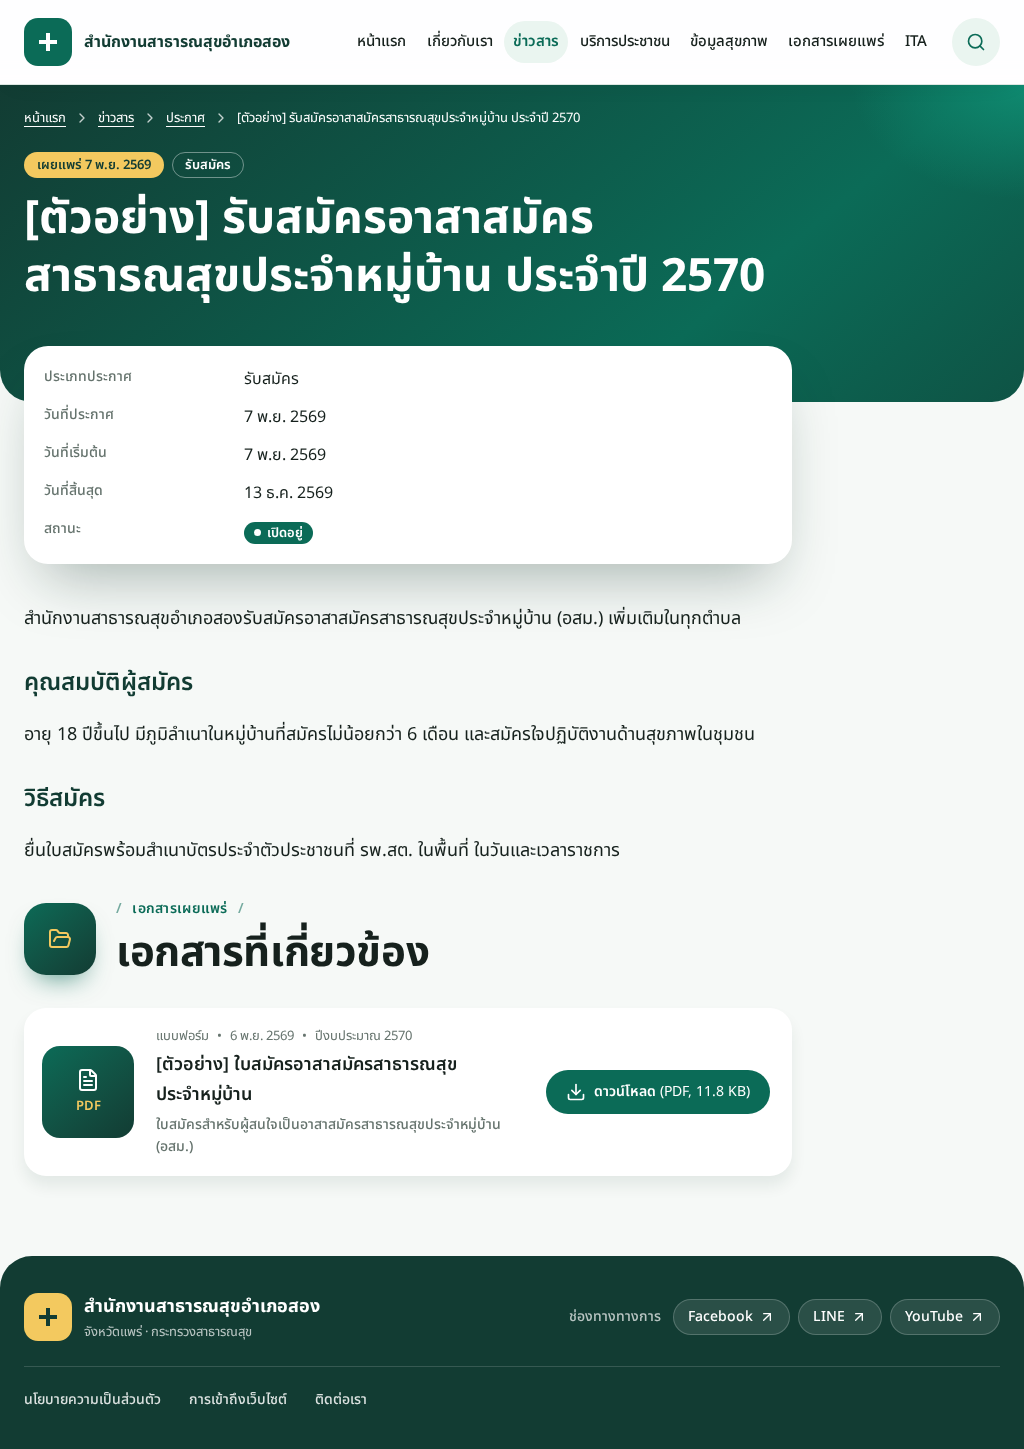 สำนักงานสาธารณสุขอำเภอสอง
หน้าแรก เกี่ยวกับเรา ข่าวสาร บริการประชาชน ข้อมูลสุขภาพ เอกสารเผยแพร่ ITA
หน้าแรก ข่าวสาร ประกาศ [ตัวอย่าง] รับสมัครอาสาสมัครสาธารณสุขประจำหมู่บ้าน ประจำปี 2570
เผยแพร่ 7 พ.ย. 2569 รับสมัคร
[ตัวอย่าง] รับสมัครอาสาสมัคร
สาธารณสุขประจำหมู่บ้าน ประจำปี 2570
ประเภทประกาศ รับสมัคร
วันที่ประกาศ 7 พ.ย. 2569
วันที่เริ่มต้น 7 พ.ย. 2569
วันที่สิ้นสุด 13 ธ.ค. 2569
สถานะ เปิดอยู่
สำนักงานสาธารณสุขอำเภอสองรับสมัครอาสาสมัครสาธารณสุขประจำหมู่บ้าน (อสม.) เพิ่มเติมในทุกตำบล
คุณสมบัติผู้สมัคร
อายุ 18 ปีขึ้นไป มีภูมิลำเนาในหมู่บ้านที่สมัครไม่น้อยกว่า 6 เดือน และสมัครใจปฏิบัติงานด้านสุขภาพในชุมชน
วิธีสมัคร
ยื่นใบสมัครพร้อมสำเนาบัตรประจำตัวประชาชนที่ รพ.สต. ในพื้นที่ ในวันและเวลาราชการ
/ เอกสารเผยแพร่ /
เอกสารที่เกี่ยวข้อง
แบบฟอร์ม • 6 พ.ย. 2569 • ปีงบประมาณ 2570
[ตัวอย่าง] ใบสมัครอาสาสมัครสาธารณสุข
ประจำหมู่บ้าน
ใบสมัครสำหรับผู้สนใจเป็นอาสาสมัครสาธารณสุขประจำหมู่บ้าน
(อสม.)
PDF
ดาวน์โหลด (PDF, 11.8 KB)
สำนักงานสาธารณสุขอำเภอสอง
จังหวัดแพร่ · กระทรวงสาธารณสุข
ช่องทางทางการ Facebook LINE YouTube
นโยบายความเป็นส่วนตัว การเข้าถึงเว็บไซต์ ติดต่อเรา